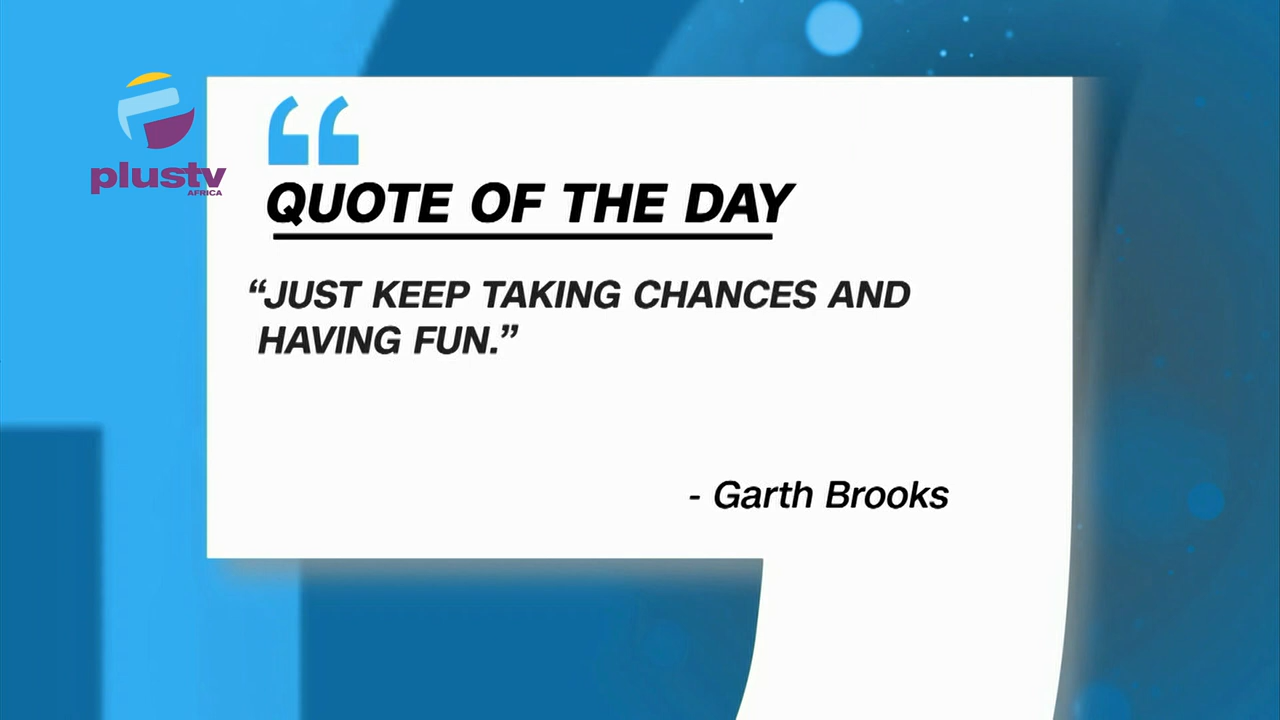 plustv
AFRICA
QUOTE OF THE DAY
“JUST KEEP TAKING CHANCES AND
HAVING FUN.”
- Garth Brooks